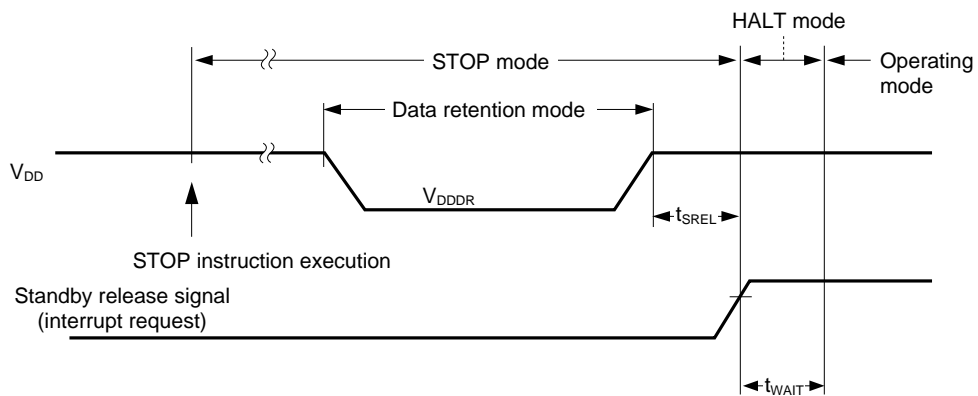 HALT mode
STOP mode
Operating
mode
Data retention mode
VDD
VDDDR
tSREL
STOP instruction execution
Standby release signal
(interrupt request)
tWAIT